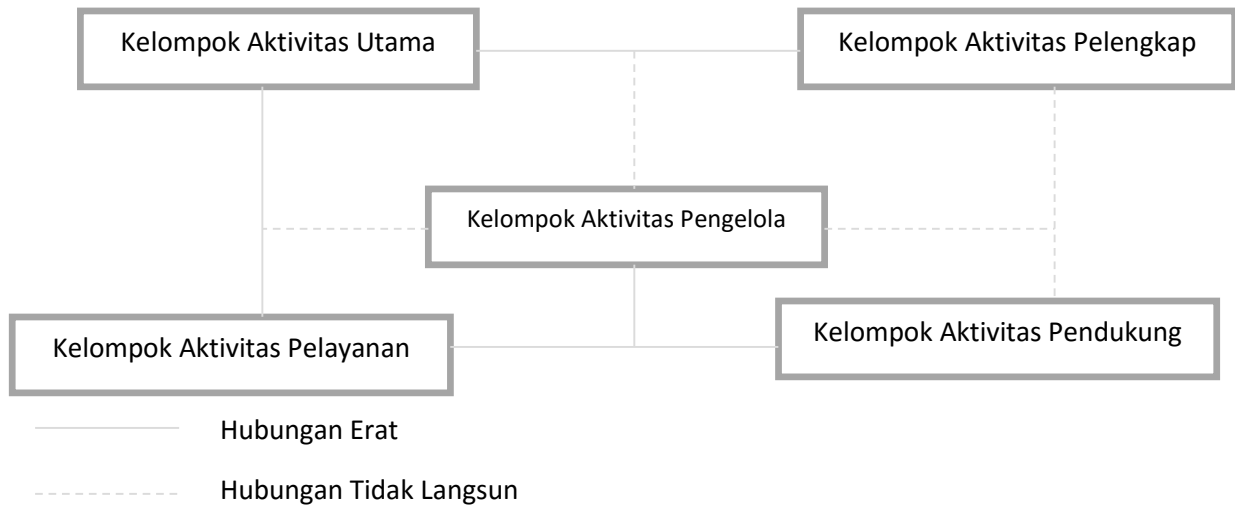 Kelompok Aktivitas Utama
Kelompok Aktivitas Pelengkap
Kelompok Aktivitas Pengelola
Kelompok Aktivitas Pelayanan
Kelompok Aktivitas Pendukung
Hubungan Erat
Hubungan Tidak Langsun